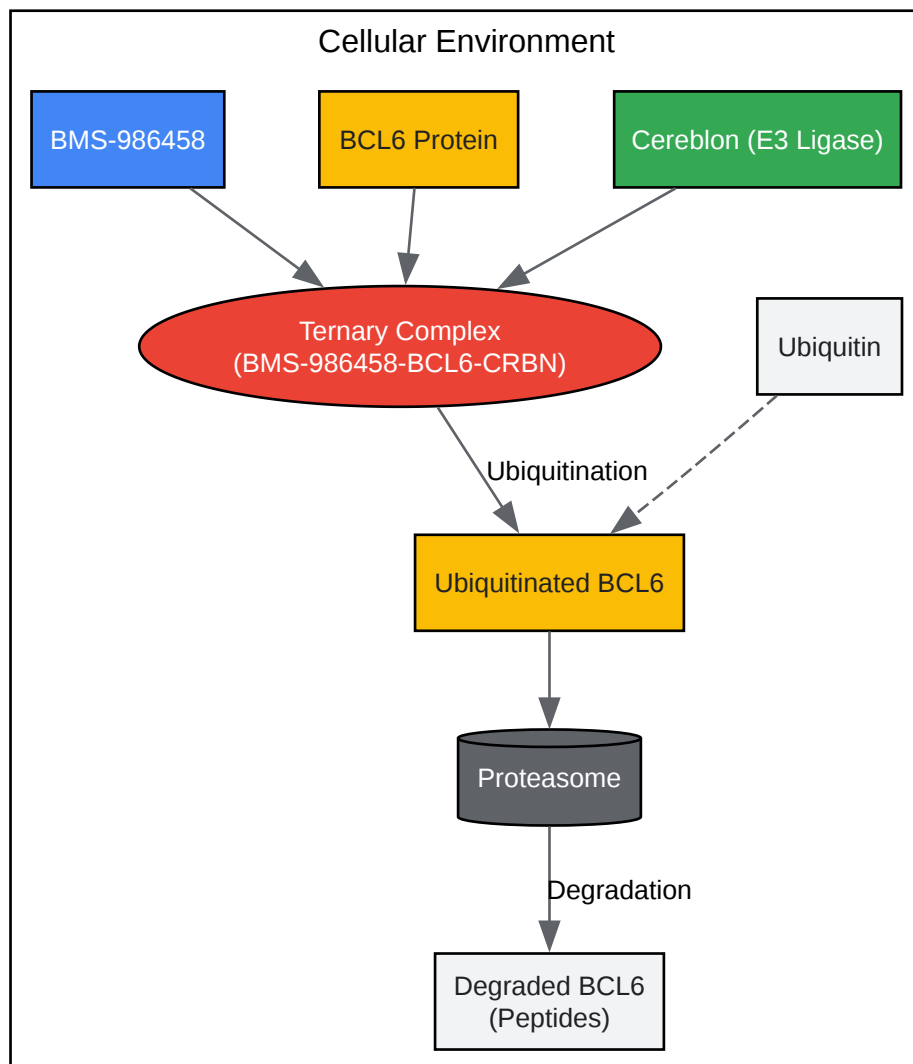 Cellular Environment
BMS-986458
BCL6 Protein
Cereblon (E3 Ligase)
Ternary Complex
(BMS-986458-BCL6-CRBN)
Ubiquitin
Ubiquitination
Ubiquitinated BCL6
Proteasome
Degradation
Degraded BCL6
(Peptides)